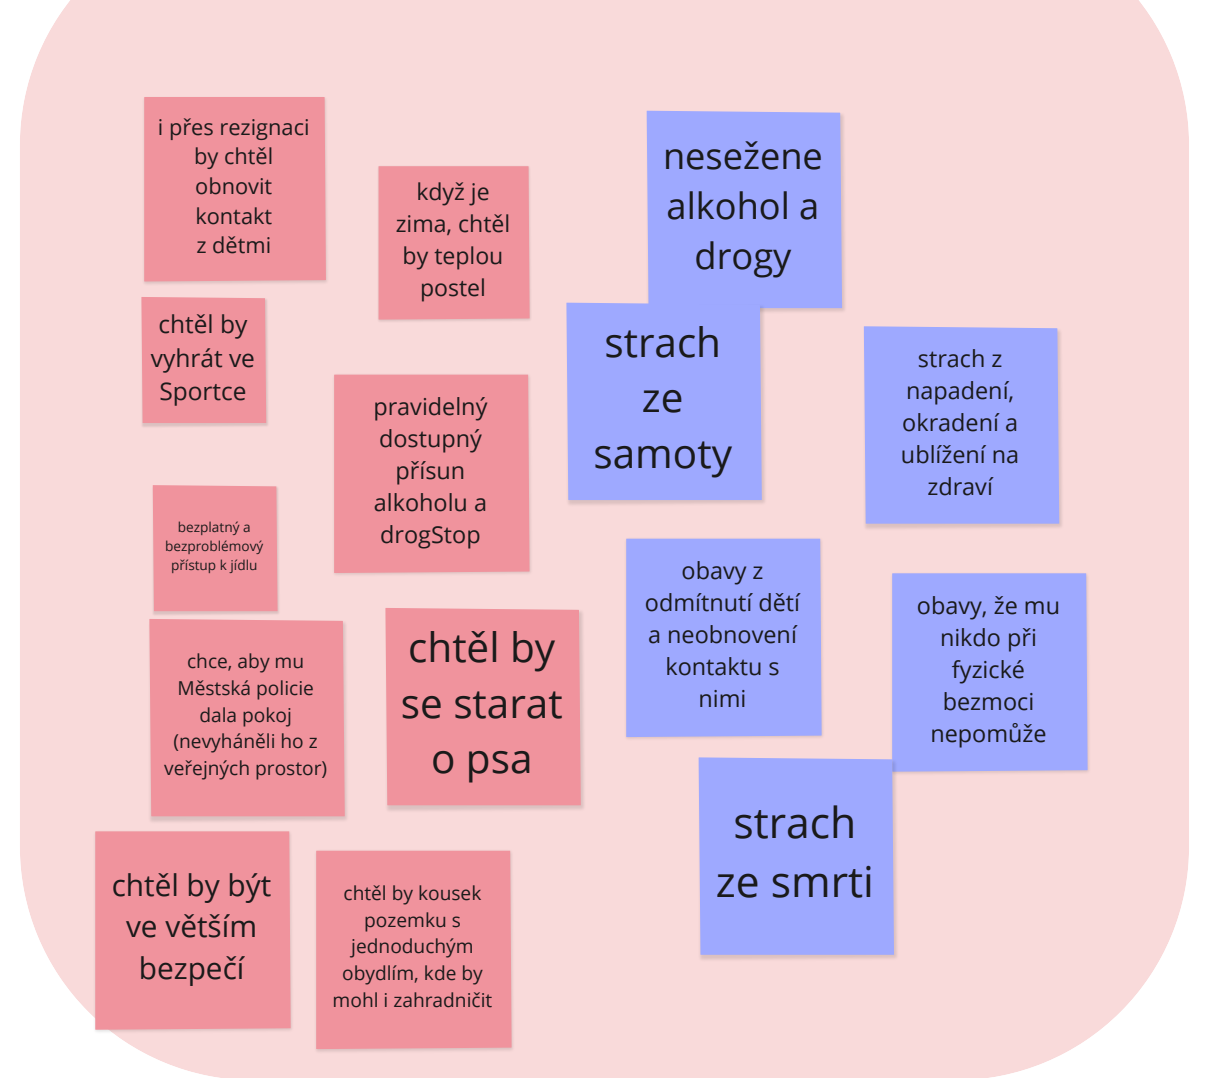 i přes rezignaci
by chtěl
obnovit
kontakt
z dětmi
když je
zima, chtěl
by teplou
postel
chtěl by
vyhrát ve
Sportce
pravidelný
dostupný
přísun
alkoholu a
drogStop
bezplatný a
bezproblémový
přístup k jídlu
chce, aby mu
Městská policie
dala pokoj
(nevyháněli ho z
veřejných prostor)
chtěl by
se starat
o psa
chtěl by být
ve větším
bezpečí
chtěl by kousek
pozemku s
jednoduchým
obydlím, kde by
mohl i zahradničit
nesežene
alkohol a
drogy
strach
ze
samoty
strach z
napadení,
okradení a
ublížení na
zdraví
obavy z
odmítnutí dětí
a neobnovení
kontaktu s
nimi
obavy, že mu
nikdo při
fyzické
bezmoci
nepomůže
strach
ze smrti